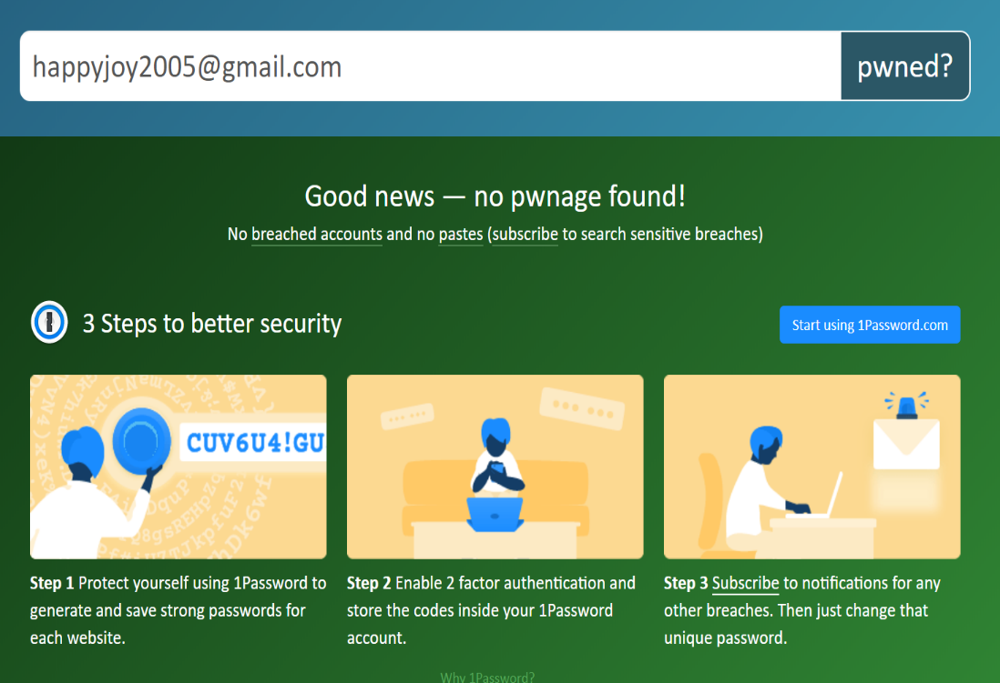 happyjoy2005@gmail.com
pwned?
Good news — no pwnage found!
No breached accounts and no pastes (subscribe to search sensitive breaches)
3 Steps to better security
Start using 1Password.com
CUV6U4!GU
Step 1 Protect yourself using 1Password to
generate and save strong passwords for
each website.
Step 2 Enable 2 factor authentication and
store the codes inside your 1Password
account.
Step 3 Subscribe to notifications for any
other breaches. Then just change that
unique password.
Why 1Password?